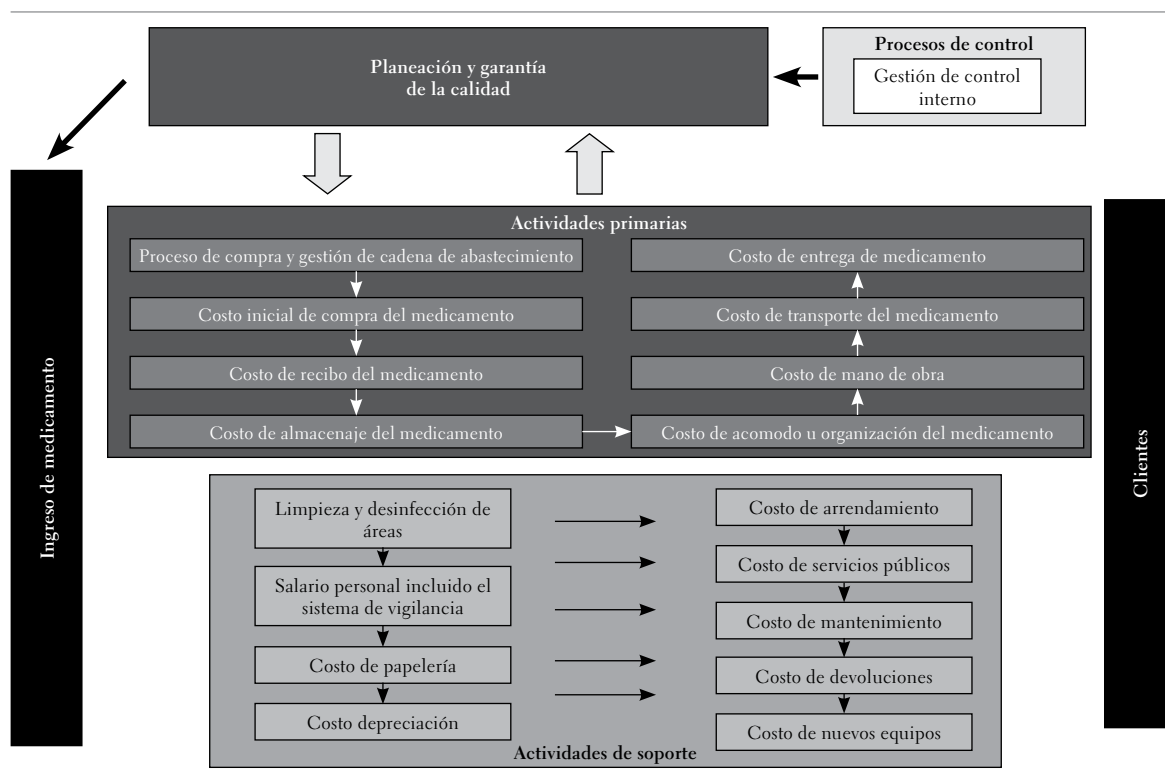 Planeación y garantía
de la calidad
Procesos de control
Gestión de control
interno
Ingreso de medicamento
Actividades primarias
Proceso de compra y gestión de cadena de abastecimiento
Costo inicial de compra del medicamento
Costo de recibo del medicamento
Costo de almacenaje del medicamento
Costo de entrega de medicamento
Costo de transporte del medicamento
Costo de mano de obra
Costo de acomodo u organización del medicamento
Clientes
Limpieza y desinfección de
áreas
Salario personal incluido el
sistema de vigilancia
Costo de papelería
Costo depreciación
Costo de arrendamiento
Costo de servicios públicos
Costo de mantenimiento
Costo de devoluciones
Costo de nuevos equipos
Actividades de soporte